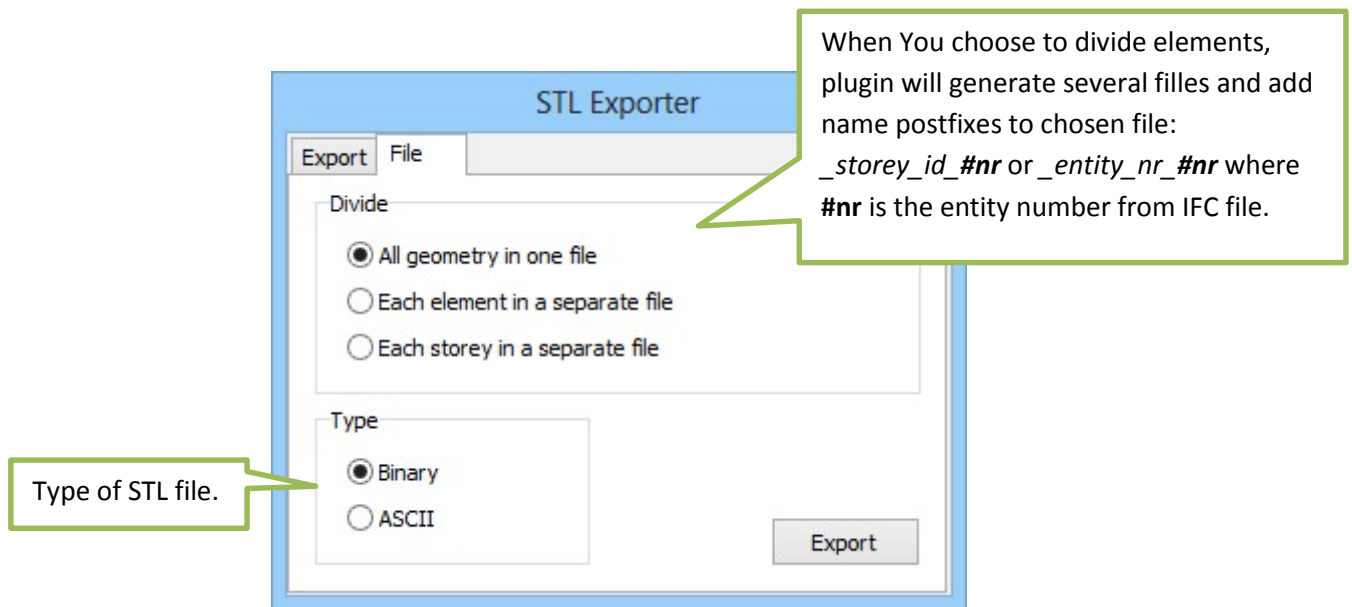 When You choose to divide elements,
plugin will generate several filles and add
name postfixes to chosen file:
_storey_id_#nr or _entity_nr_#nr where
#nr is the entity number from IFC file.
STL Exporter
Export File
Divide
All geometry in one file
Each element in a separate file
Each storey in a separate file
Type
Type of STL file.
Binary
ASCII
Export